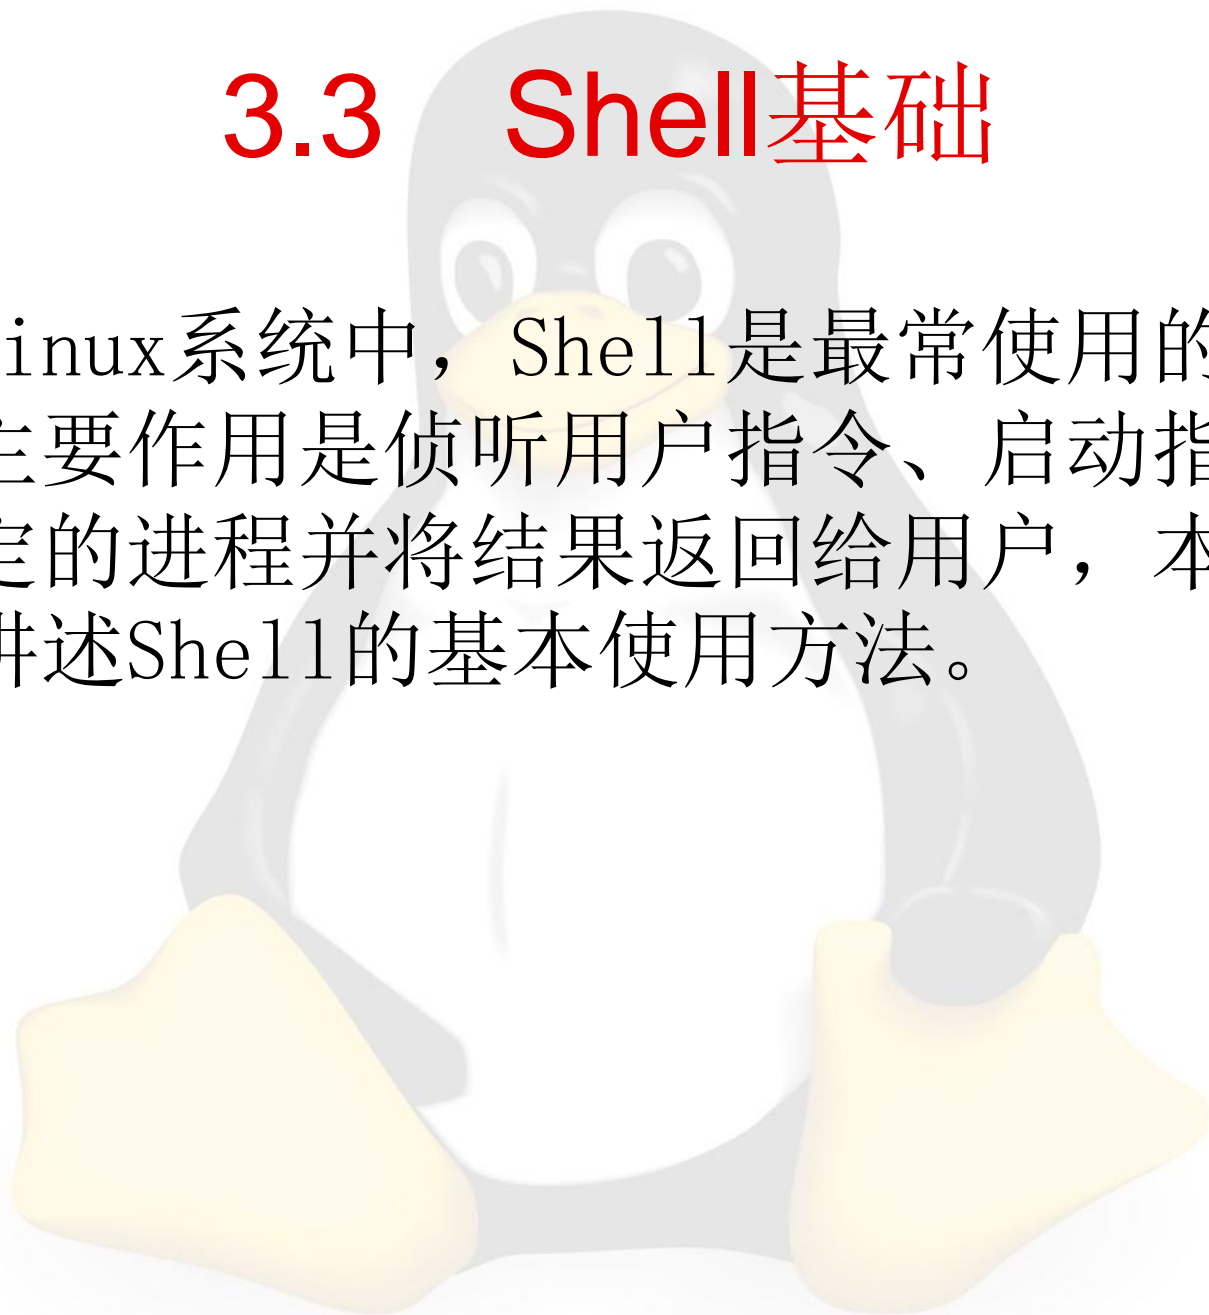 3.3 Shell基础
inux系统中，Shell是最常使用的
主要作用是侦听用户指令、启动指
定的进程并将结果返回给用户，本
讲述Shell的基本使用方法。